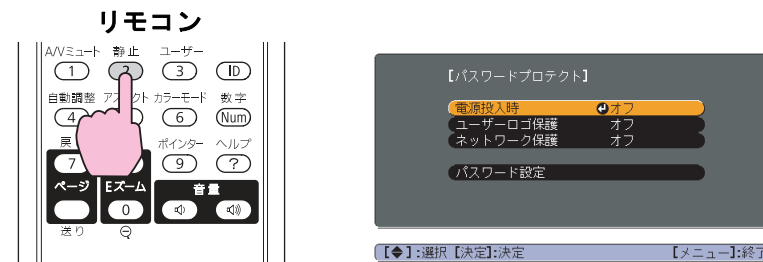 リモコン
A/Vミュート 静止 ユーザー
1 2 3 ID
自動調整 アスペクト カラーモード 数字
4 6 Num
戻 ポインター ヘルプ
7 9 ?
ページ Eズーム 音量
0
送り
【パスワードプロテクト】
電源投入時 オフ
ユーザーロゴ保護 オフ
ネットワーク保護 オフ
パスワード設定
【◆】:選択 【決定】:決定 【メニュー】:終了